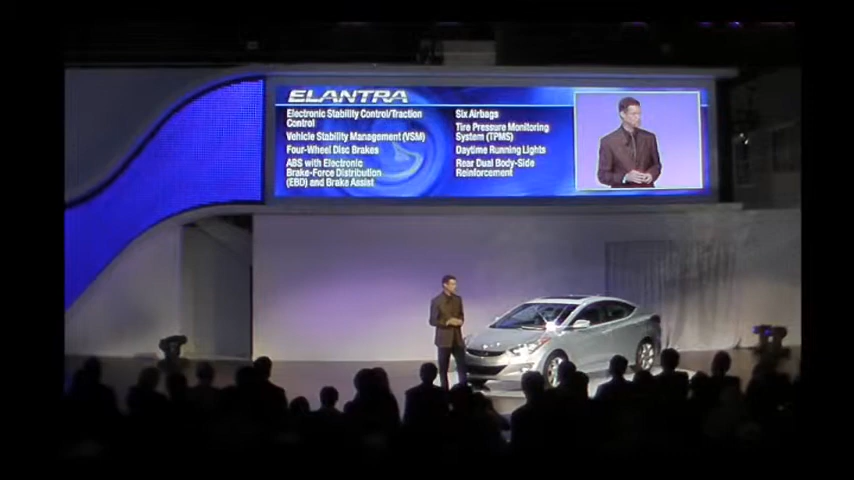 ELANTRA
Electronic Stability Control/Traction
Control
Vehicle Stability Management (VSM)
Four-Wheel Disc Brakes
ABS with Electronic
Brake-Force Distribution
(EBD) and Brake Assist
Six Airbags
Tire Pressure Monitoring
System (TPMS)
Daytime Running Lights
Rear Dual Body-Side
Reinforcement